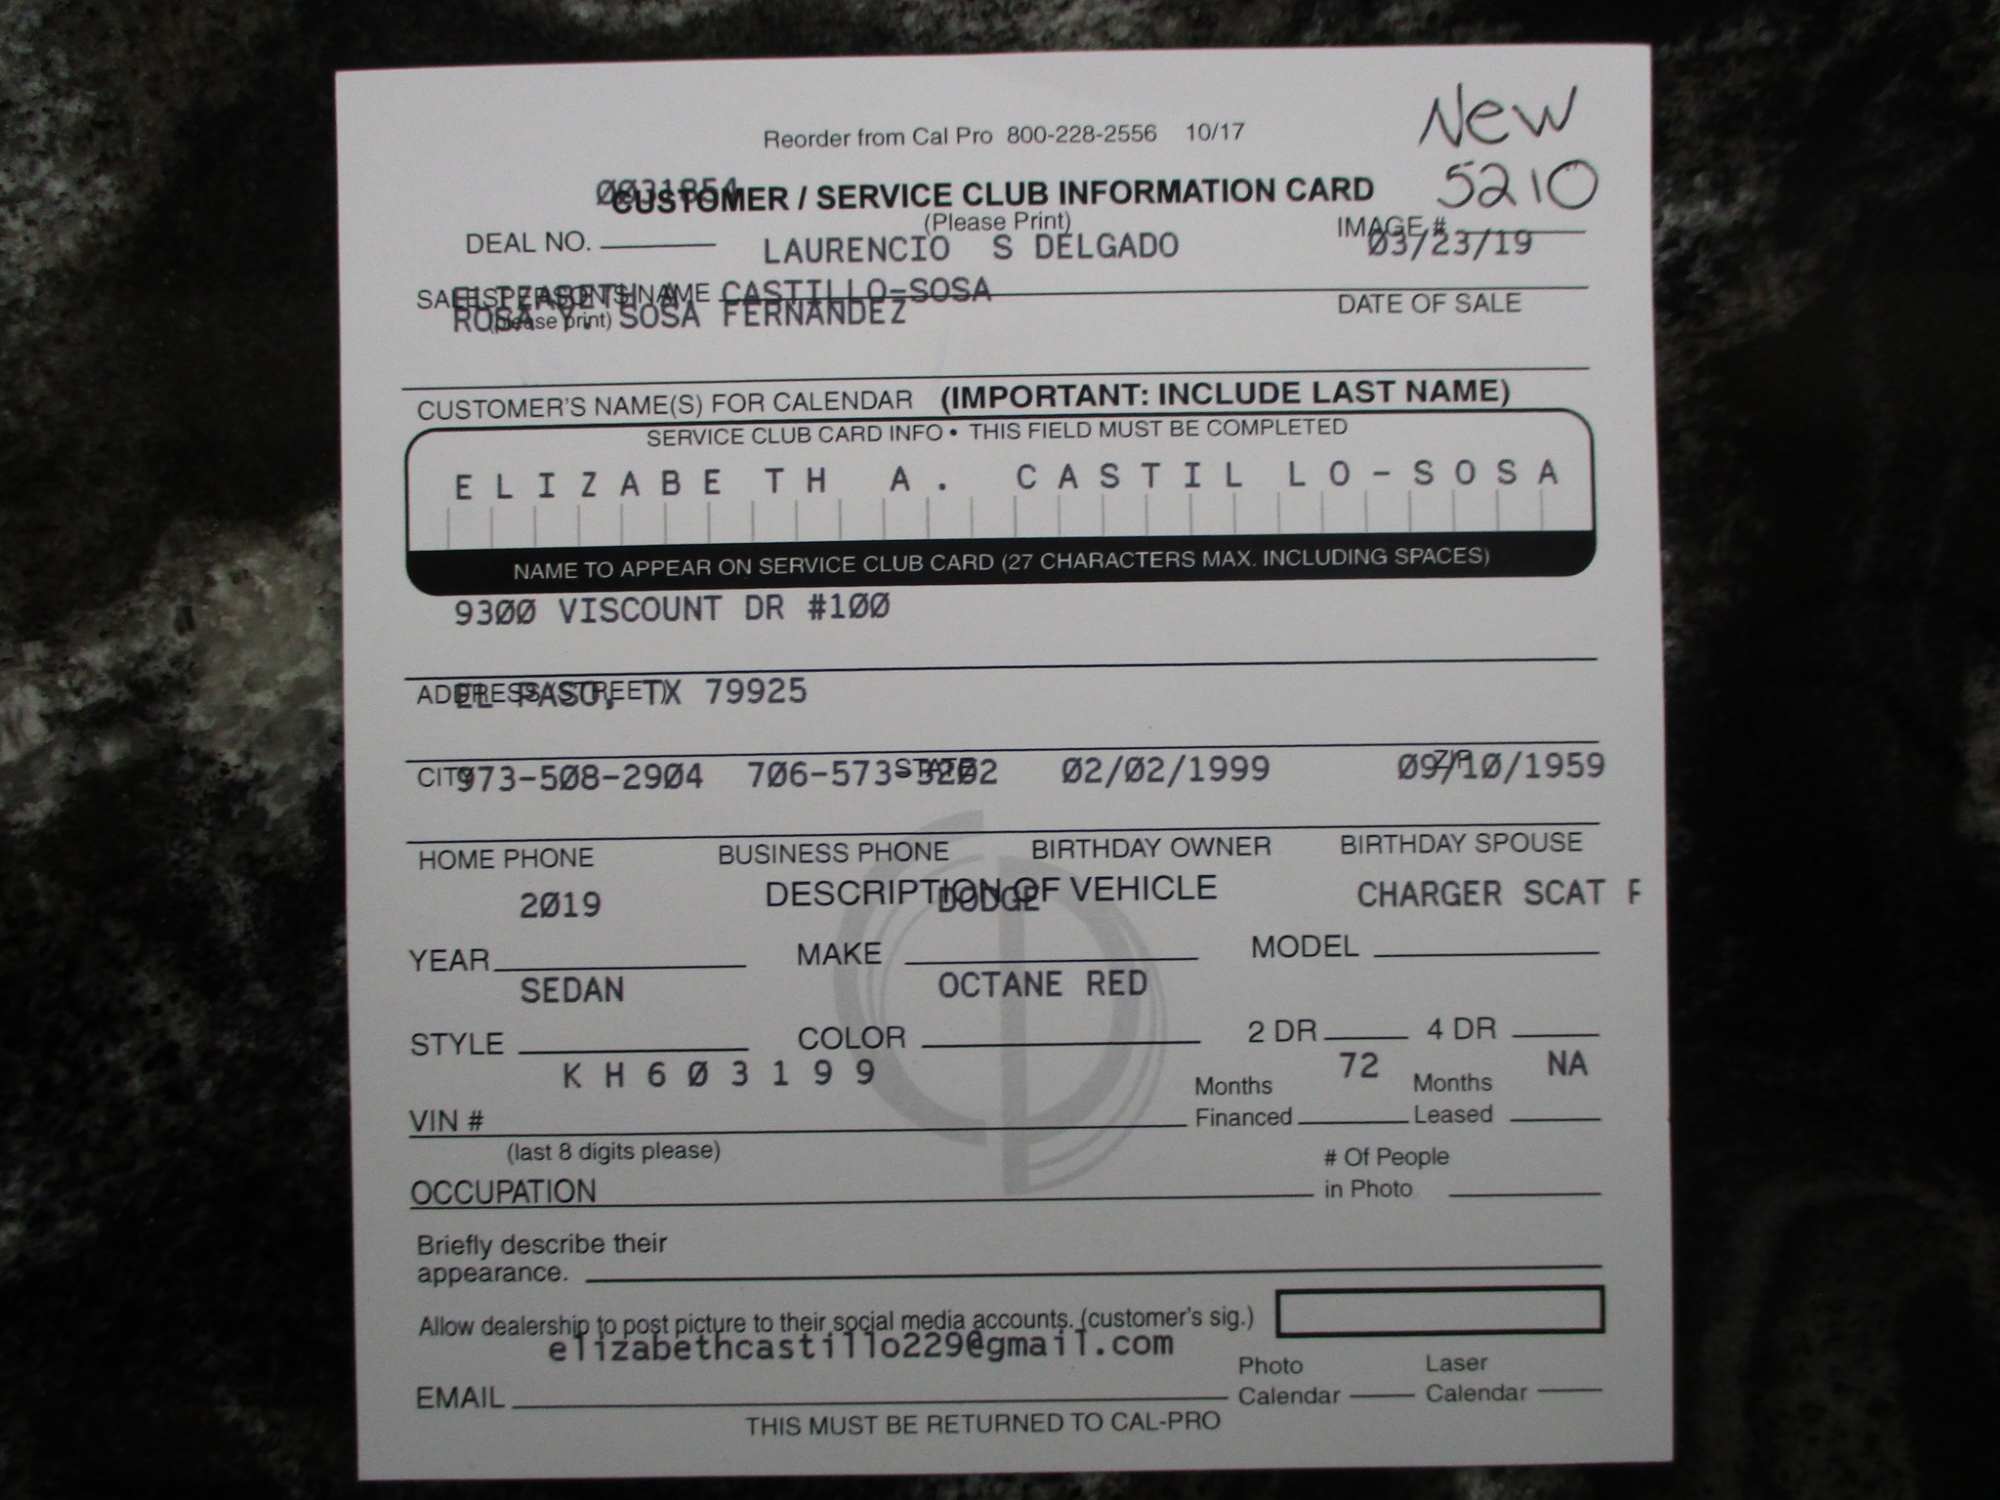 New
Reorder from Cal Pro 800-228-2556 10/17
5210
0031854
CUSTOMER / SERVICE CLUB INFORMATION CARD
(Please Print)
IMAGE #
DEAL NO.
LAURENCIO S DELGADO
03/23/19
SALESPERSON'S NAME
ELIZABETH A. CASTILLO-SOSA
DATE OF SALE
(please print)
ROSA Y. SOSA FERNANDEZ
CUSTOMER'S NAME(S) FOR CALENDAR (IMPORTANT: INCLUDE LAST NAME)
SERVICE CLUB CARD INFO • THIS FIELD MUST BE COMPLETED
ELIZABETH A. CASTILLO-SOSA
NAME TO APPEAR ON SERVICE CLUB CARD (27 CHARACTERS MAX. INCLUDING SPACES)
9300 VISCOUNT DR #100
ADDRESS (STREET)
EL PASO, TX 79925
CITY STATE ZIP
973-508-2904 706-573-3202 02/02/1999 09/10/1959
HOME PHONE BUSINESS PHONE BIRTHDAY OWNER BIRTHDAY SPOUSE
DESCRIPTION OF VEHICLE
2019 DODGE CHARGER SCAT
YEAR MAKE MODEL
SEDAN OCTANE RED
STYLE COLOR 2 DR 4 DR
KH603199 72 NA
VIN # Months Financed Months Leased
(last 8 digits please)
OCCUPATION # Of People in Photo
Briefly describe their
appearance.
Allow dealership to post picture to their social media accounts. (customer's sig.)
elizabethcastillo229@gmail.com
EMAIL Photo Calendar Laser Calendar
THIS MUST BE RETURNED TO CAL-PRO